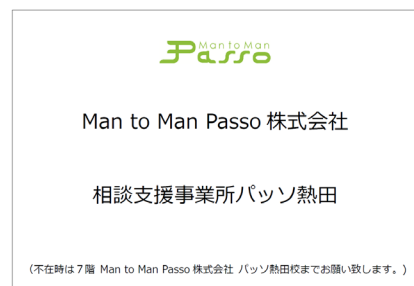 Man to Man
Passo
Man to Man Passo 株式会社
相談支援事業所パッソ熱田
(不在時は7階 Man to Man Passo 株式会社 パッソ熱田校までお願い致します。)